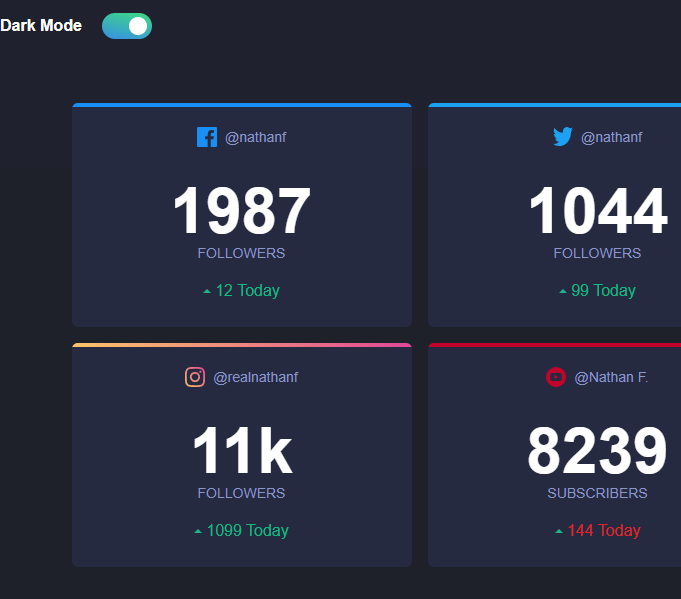 Dark Mode
@nathanf
1987
FOLLOWERS
12 Today
@nathanf
1044
FOLLOWERS
99 Today
@realnathanf
11k
FOLLOWERS
1099 Today
@Nathan F.
8239
SUBSCRIBERS
144 Today